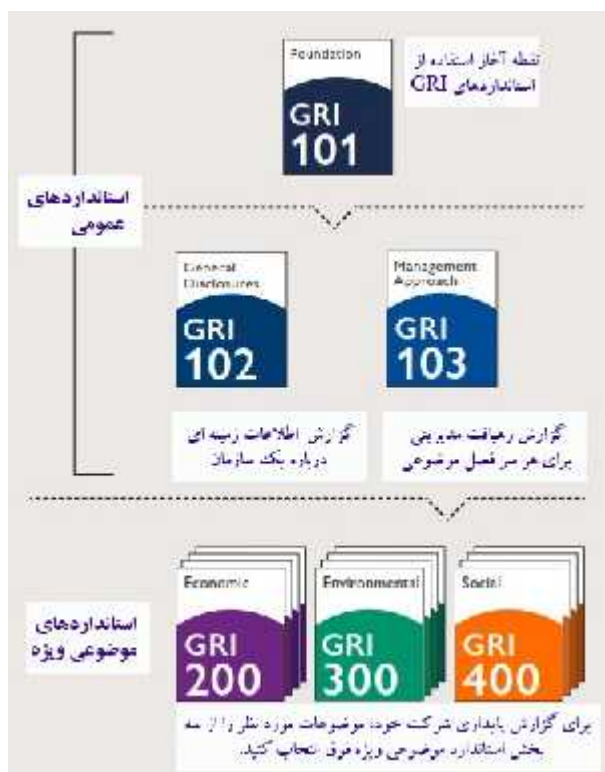 Foundation
GRI
101
نقطه آغاز استفاده از
استانداردهای GRI
استانداردهای
عمومی
General
Disclosures
GRI
102
Management
Approach
GRI
103
گزارش اطلاعات زمینه ای
درباره یک سازمان
گزارش رهیافت مدیریتی
برای هر سر فصل موضوعی
استانداردهای
موضوعی ویژه
Economic
GRI
200
Environmental
GRI
300
Social
GRI
400
برای گزارش پایداری شرکت خود، موضوعات مورد نظر را از سه
بخش استاندارد موضوعی ویژه فوق انتخاب کنید.